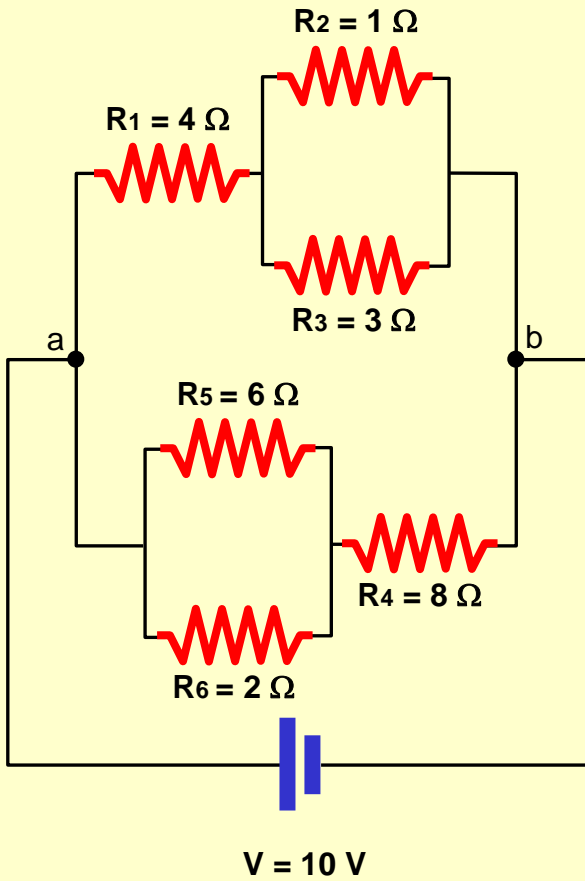 R2 = 1 Ω
R1 = 4 Ω
R3 = 3 Ω
a
b
R5 = 6 Ω
R4 = 8 Ω
R6 = 2 Ω
V = 10 V